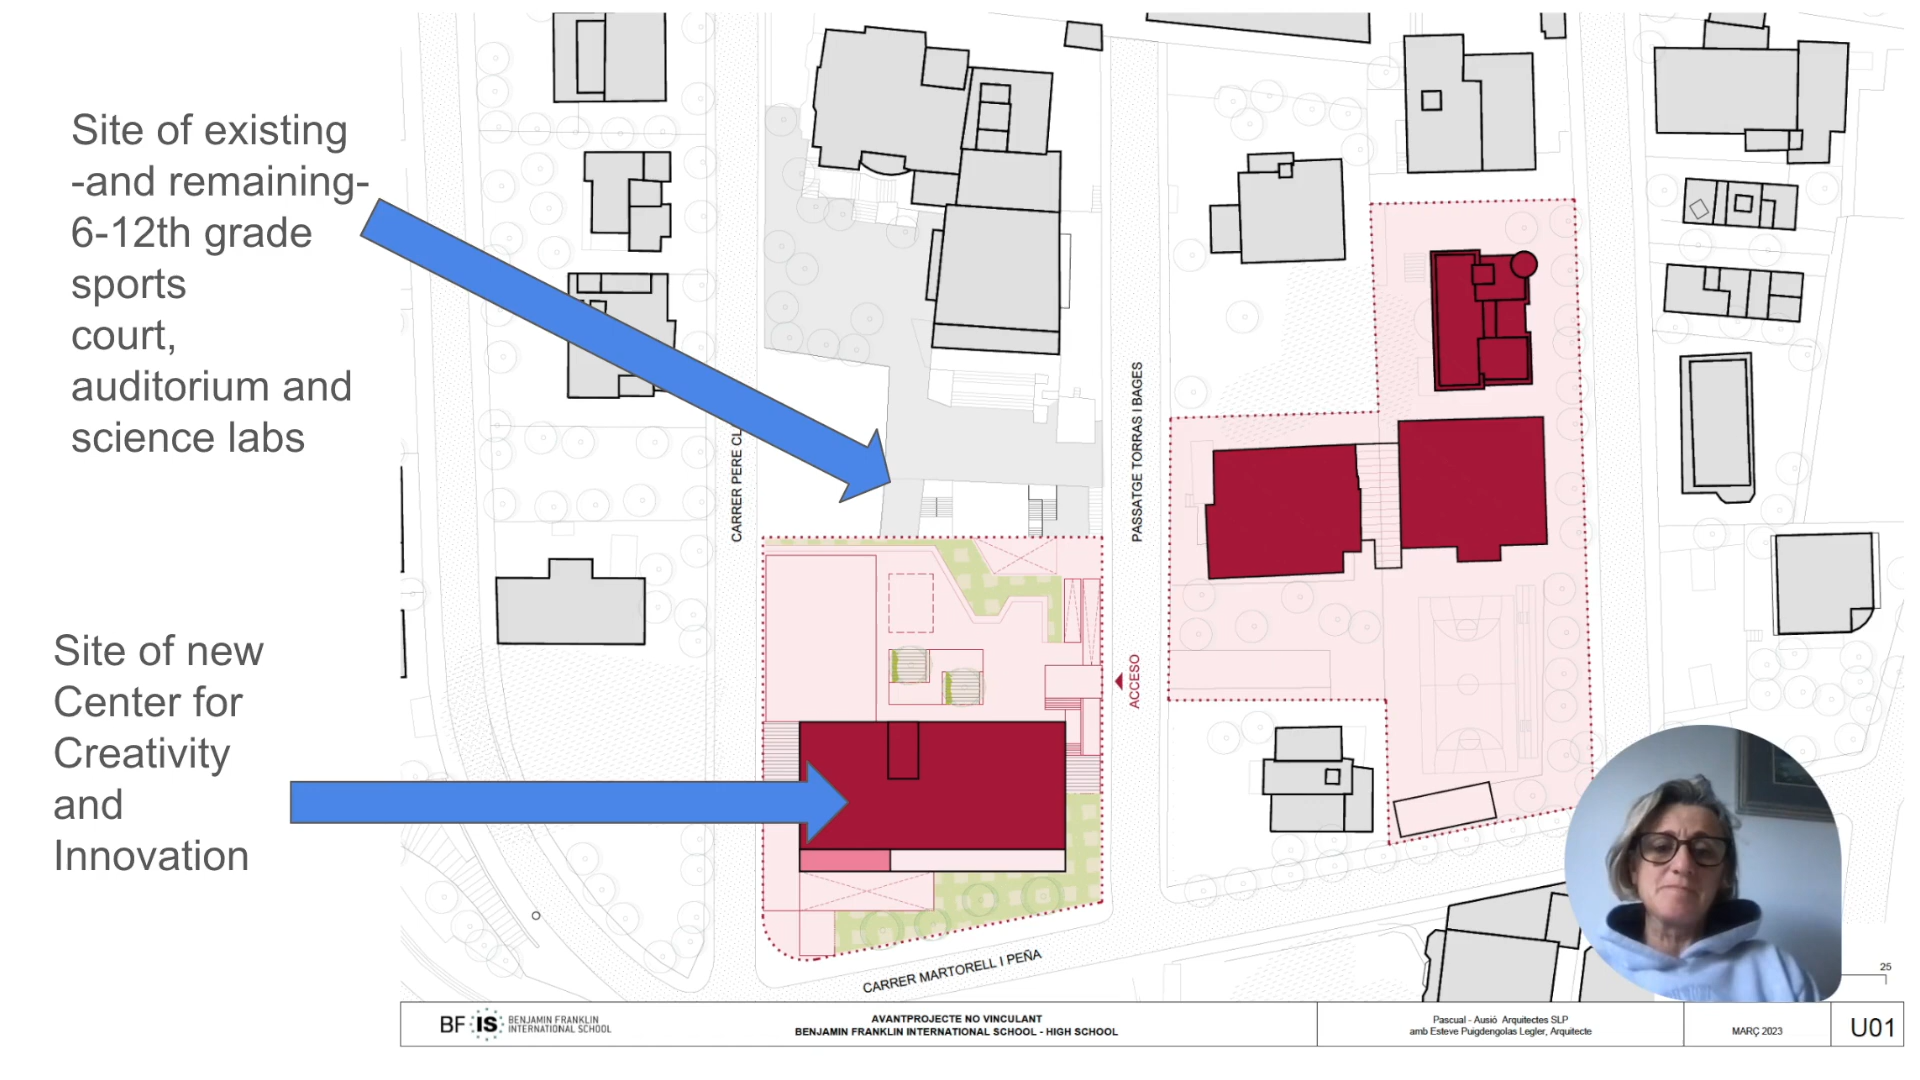 Site of existing
-and remaining-
6-12th grade
sports
court,
auditorium and
science labs
Site of new
Center for
Creativity
and
Innovation
CARRER PERE
PASSATGE TORRAS I BAGES
ACCESO
CARRER MARTORELL I PEÑA
25
BF IS BENJAMIN FRANKLIN
INTERNATIONAL SCHOOL
AVANTPROJECTE NO VINCULANT
BENJAMIN FRANKLIN INTERNATIONAL SCHOOL - HIGH SCHOOL
Pascual - Ausió Arquitectes SLP
amb Esteve Puigdengolas Legler, Arquitecte
MARÇ 2023
U01